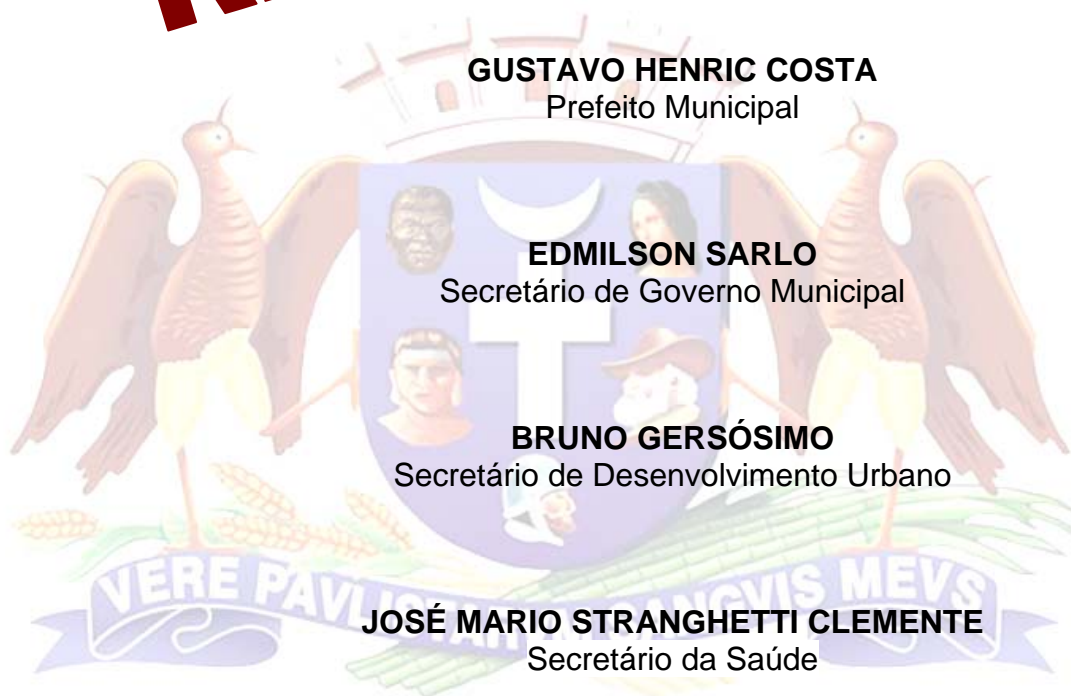 GUSTAVO HENRIC COSTA
Prefeito Municipal
EDMILSON SARLO
Secretário de Governo Municipal
BRUNO GERSÓSIMO
Secretário de Desenvolvimento Urbano
VERE PAVLISTARVM SANGVIS MEVS
JOSÉ MARIO STRANGHETTI CLEMENTE
Secretário da Saúde